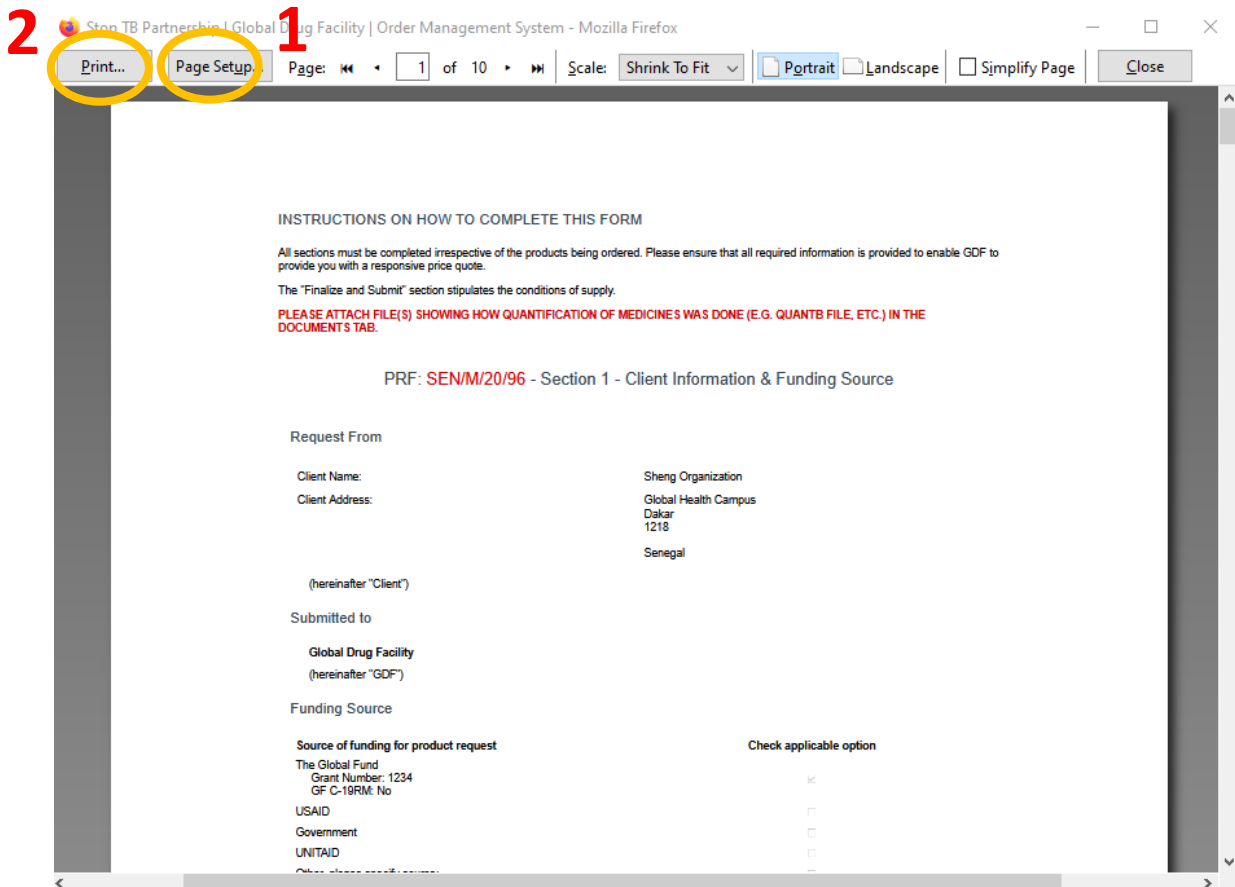 2
1
Stop TB Partnership | Global Drug Facility | Order Management System - Mozilla Firefox
Print... Page Setup... Page: 1 of 10 Scale: Shrink To Fit Portrait Landscape Simplify Page Close
INSTRUCTIONS ON HOW TO COMPLETE THIS FORM
All sections must be completed irrespective of the products being ordered. Please ensure that all required information is provided to enable GDF to
provide you with a responsive price quote.
The "Finalize and Submit" section stipulates the conditions of supply.
PLEASE ATTACH FILE(S) SHOWING HOW QUANTIFICATION OF MEDICINES WAS DONE (E.G. QUANTB FILE, ETC.) IN THE
DOCUMENTS TAB.
PRF: SEN/M/20/96 - Section 1 - Client Information & Funding Source
Request From
Client Name: Sheng Organization
Client Address: Global Health Campus
Dakar
1218
Senegal
(hereinafter "Client")
Submitted to
Global Drug Facility
(hereinafter "GDF")
Funding Source
Source of funding for product request Check applicable option
The Global Fund
Grant Number: 1234
GF C-19RM: No
USAID
Government
UNITAID
Other, please specify source: